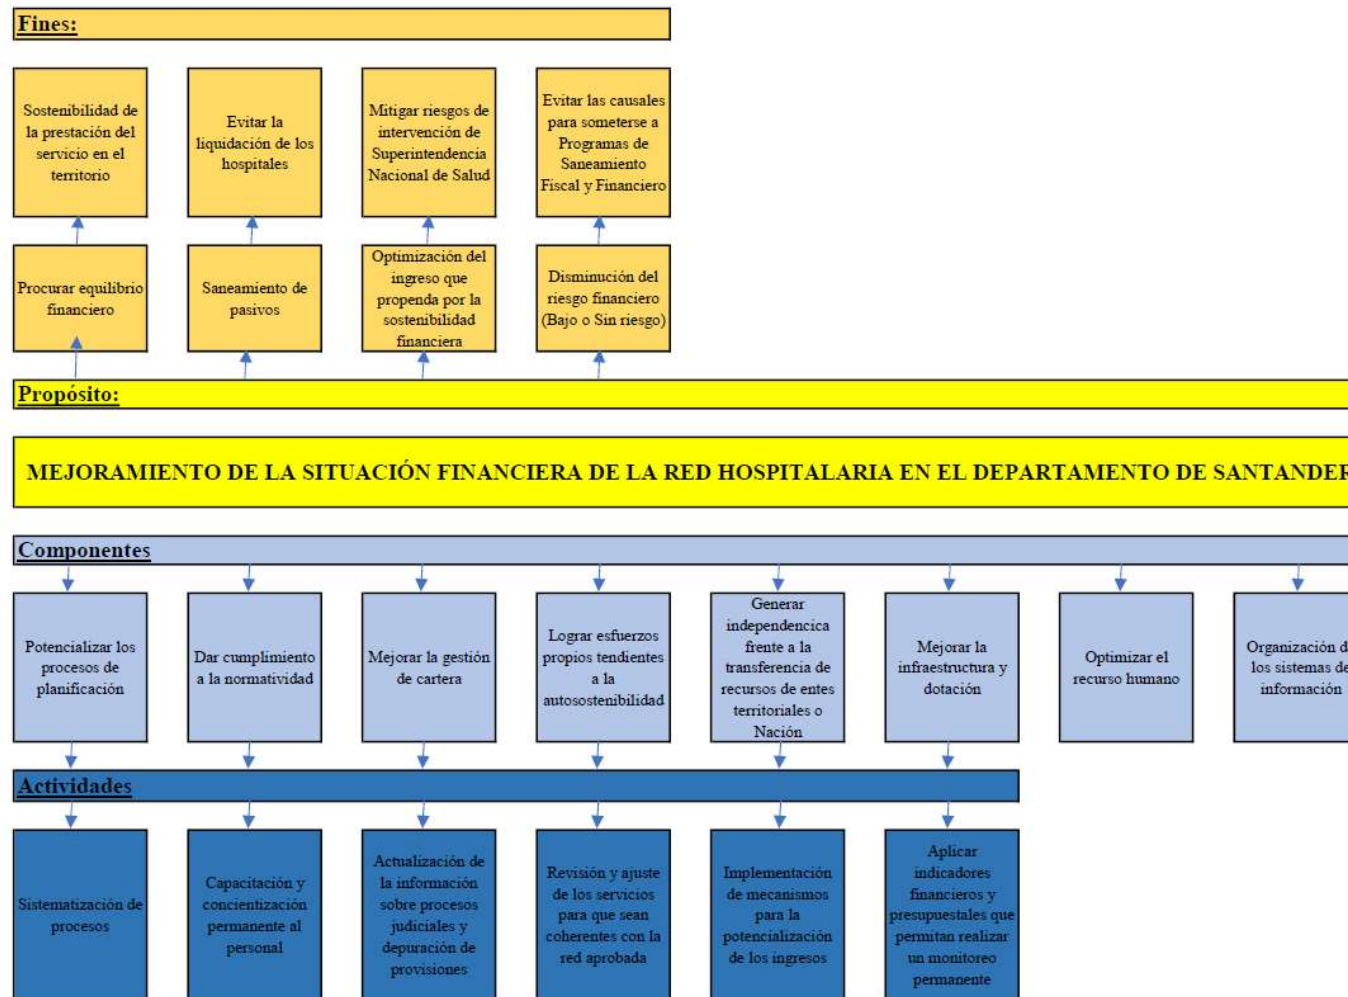 Fines:
Sostenibilidad de
la prestación del
servicio en el
territorio
Evitar la
liquidación de los
hospitales
Mitigar riesgos de
intervención de
Superintendencia
Nacional de Salud
Evitar las causales
para someterse a
Programas de
Saneamiento
Fiscal y Financiero
Procurar equilibrio
financiero
Saneamiento de
pasivos
Optimización del
ingreso que
propenda por la
sostenibilidad
financiera
Disminución del
riesgo financiero
(Bajo o Sin riesgo)
Propósito:
MEJORAMIENTO DE LA SITUACIÓN FINANCIERA DE LA RED HOSPITALARIA EN EL DEPARTAMENTO DE SANTANDER
Componentes
Potencializar los
procesos de
planificación
Dar cumplimiento
a la normatividad
Mejorar la gestión
de cartera
Lograr esfuerzos
propios tendientes
a la
autosostenibilidad
Generar
independencica
frente a la
transferencia de
recursos de entes
territoriales o
Nación
Mejorar la
infraestructura y
dotación
Optimizar el
recurso humano
Organización d
los sistemas de
información
Actividades
Sistematización de
procesos
Capacitación y
concientización
permanente al
personal
Actualización de
la información
sobre procesos
judiciales y
depuración de
provisiones
Revisión y ajuste
de los servicios
para que sean
coherentes con la
red aprobada
Implementación
de mecanismos
para la
potencialización
de los ingresos
Aplicar
indicadores
financieros y
presupuestales que
permitan realizar
un monitoreo
permanente